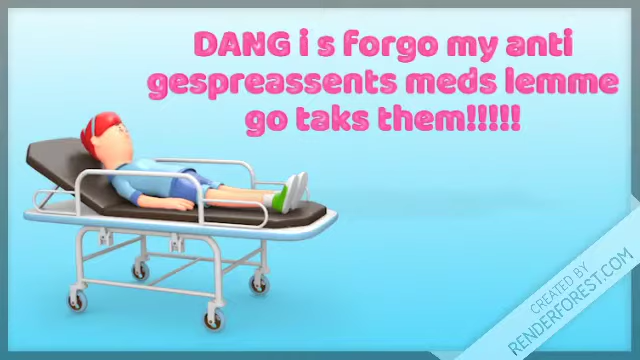 DANG i s forgo my anti
gespreassents meds lemme
go taks them!!!!!
CREATED BY
RENDERFOREST.COM